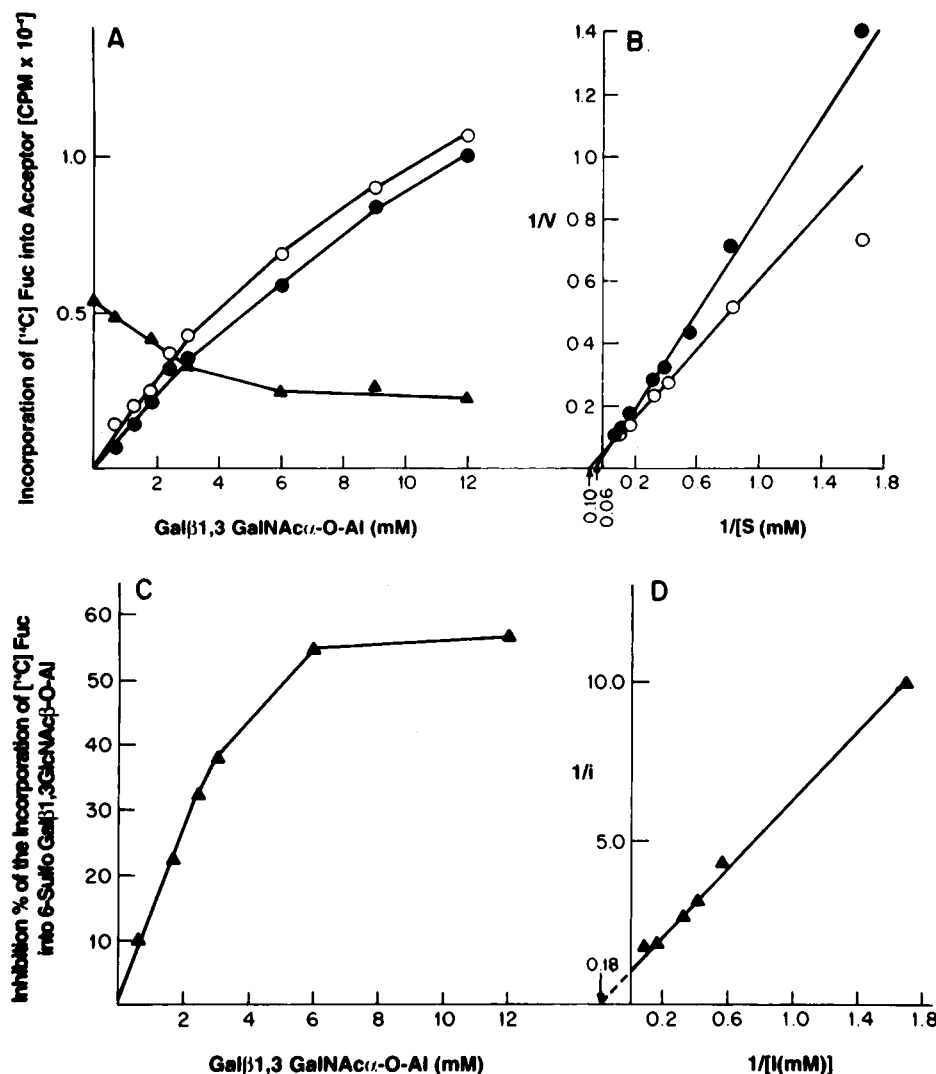 A
Incorporation of [¹⁴C] Fuc into Acceptor [CPM x 10⁻⁴]
1.0
0.5
2 4 6 8 10 12
Galβ1,3 GalNAcα-O-Al (mM)
B
1/V
1.4
1.2
1.0
0.8
0.6
0 4
0 2
0.10
0.06
0.2 0.6 1.0 1.4 1.8
1/[S (mM)
C
Inhibition % of the Incorporation of [¹⁴C] Fuc
into 6-Sulfo Galβ1,3GlcNAcβ-O-Al
60
50
40
30
20
10
2 4 6 8 10 12
Galβ1,3 GalNAcα-O-Al (mM)
D
1/i
10.0
5.0
0.18
0.2 0.6 1.0 1.4 1.8
1/[I(mM)]